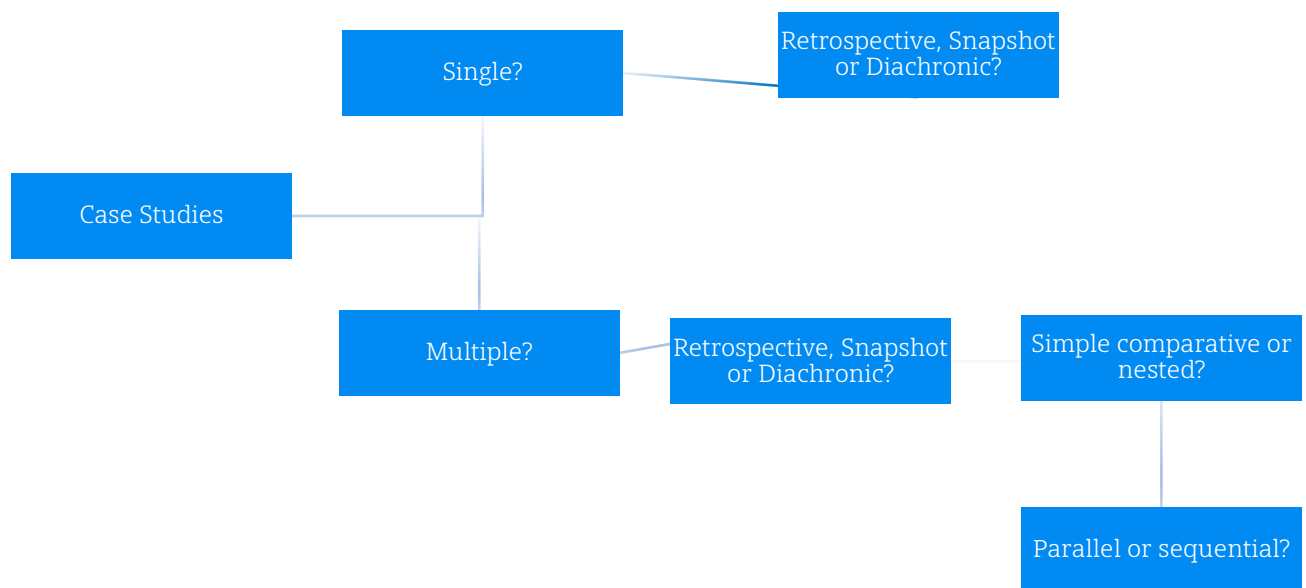 Retrospective, Snapshot
or Diachronic?
Single?
Case Studies
Multiple?
Retrospective, Snapshot
or Diachronic?
Simple comparative or
nested?
Parallel or sequential?